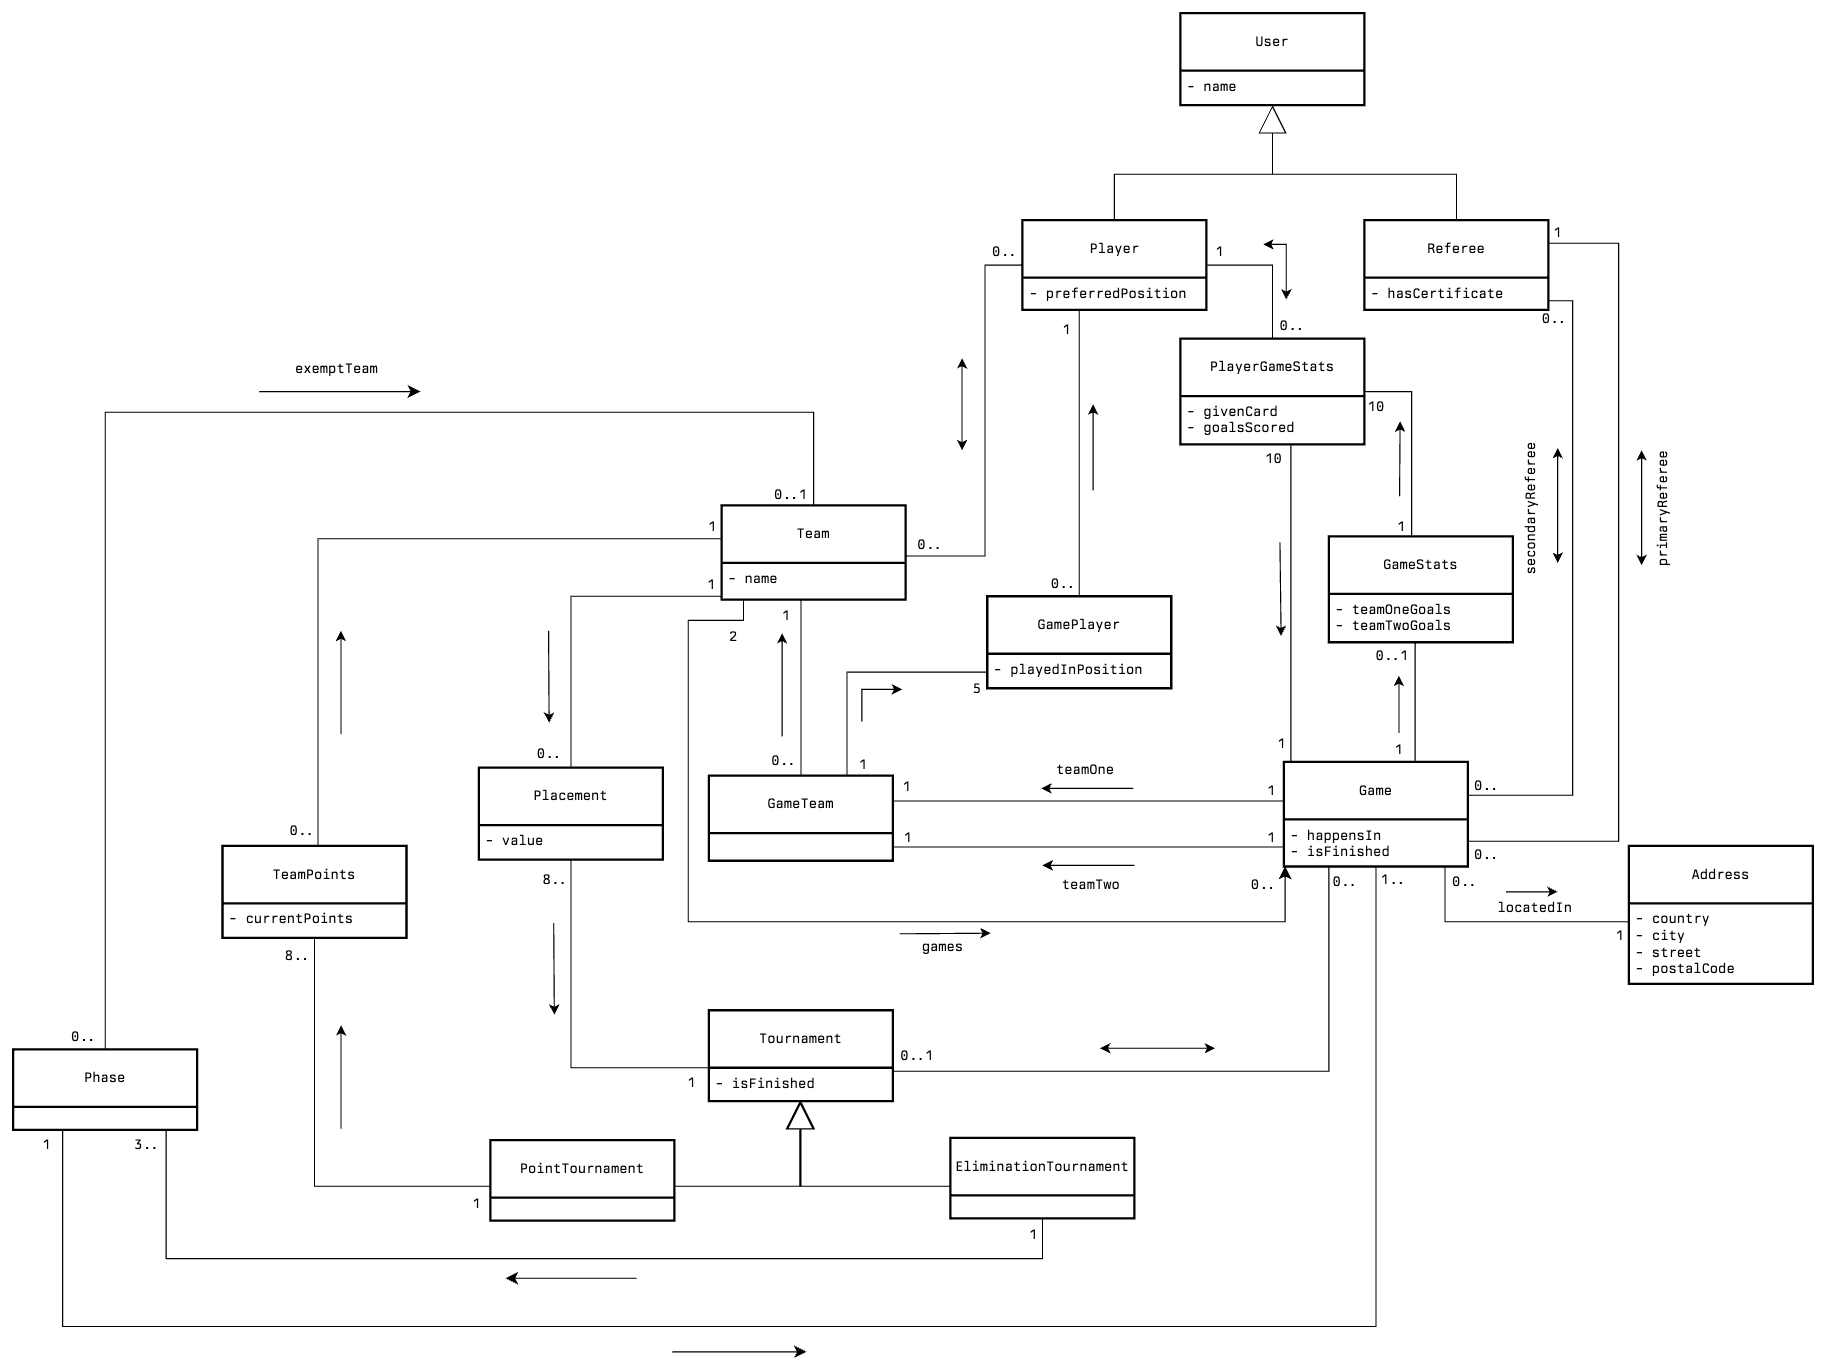 User
- name
Player
- preferredPosition
Referee
- hasCertificate
0..
1
1
0..
1
0..
PlayerGameStats
- givenCard
- goalsScored
10
10
exemptTeam
secondaryReferee
primaryReferee
0..1
1
Team
- name
0..
1
1
2
1
GameStats
- teamOneGoals
- teamTwoGoals
0..1
0..
GamePlayer
- playedInPosition
5
0..
Placement
- value
8..
0..
1
GameTeam
1
1
teamOne
teamTwo
1
1
1
1
Game
- happensIn
- isFinished
0..
0..
0..
0..
1..
0..
locatedIn
1
Address
- country
- city
- street
- postalCode
games
0..
TeamPoints
- currentPoints
8..
0..
Phase
1
3..
Tournament
- isFinished
0..1
1
PointTournament
1
EliminationTournament
1